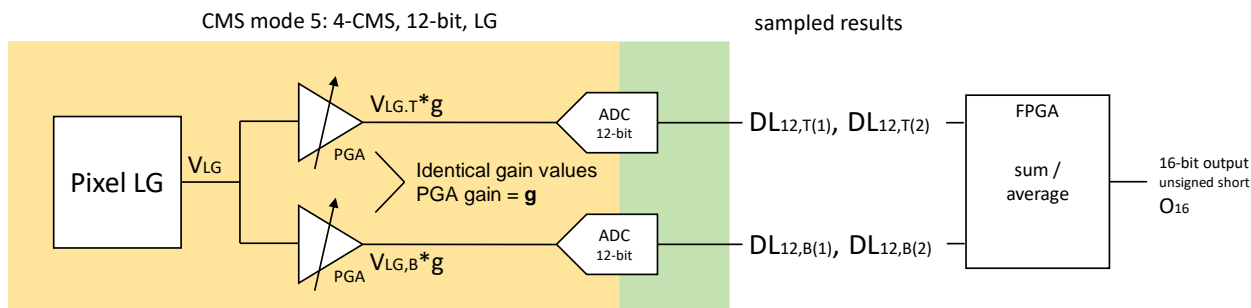 CMS mode 5: 4-CMS, 12-bit, LG
sampled results
Pixel LG
VLG
VLG.T*g
PGA
Identical gain values
PGA gain = g
VLG,B*g
PGA
ADC
12-bit
ADC
12-bit
DL12,T(1), DL12,T(2)
DL12,B(1), DL12,B(2)
FPGA
sum /
average
16-bit output
unsigned short
O16